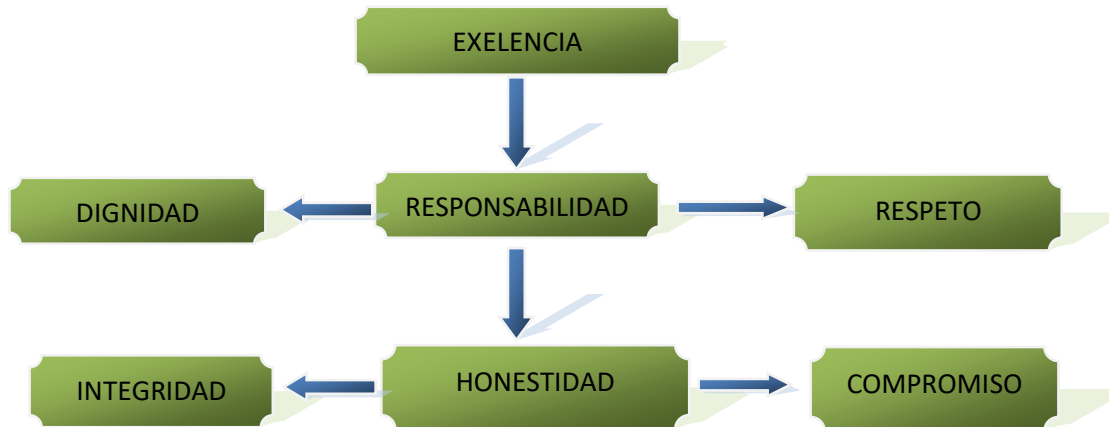 EXELENCIA
DIGNIDAD
RESPONSABILIDAD
RESPETO
INTEGRIDAD
HONESTIDAD
COMPROMISO